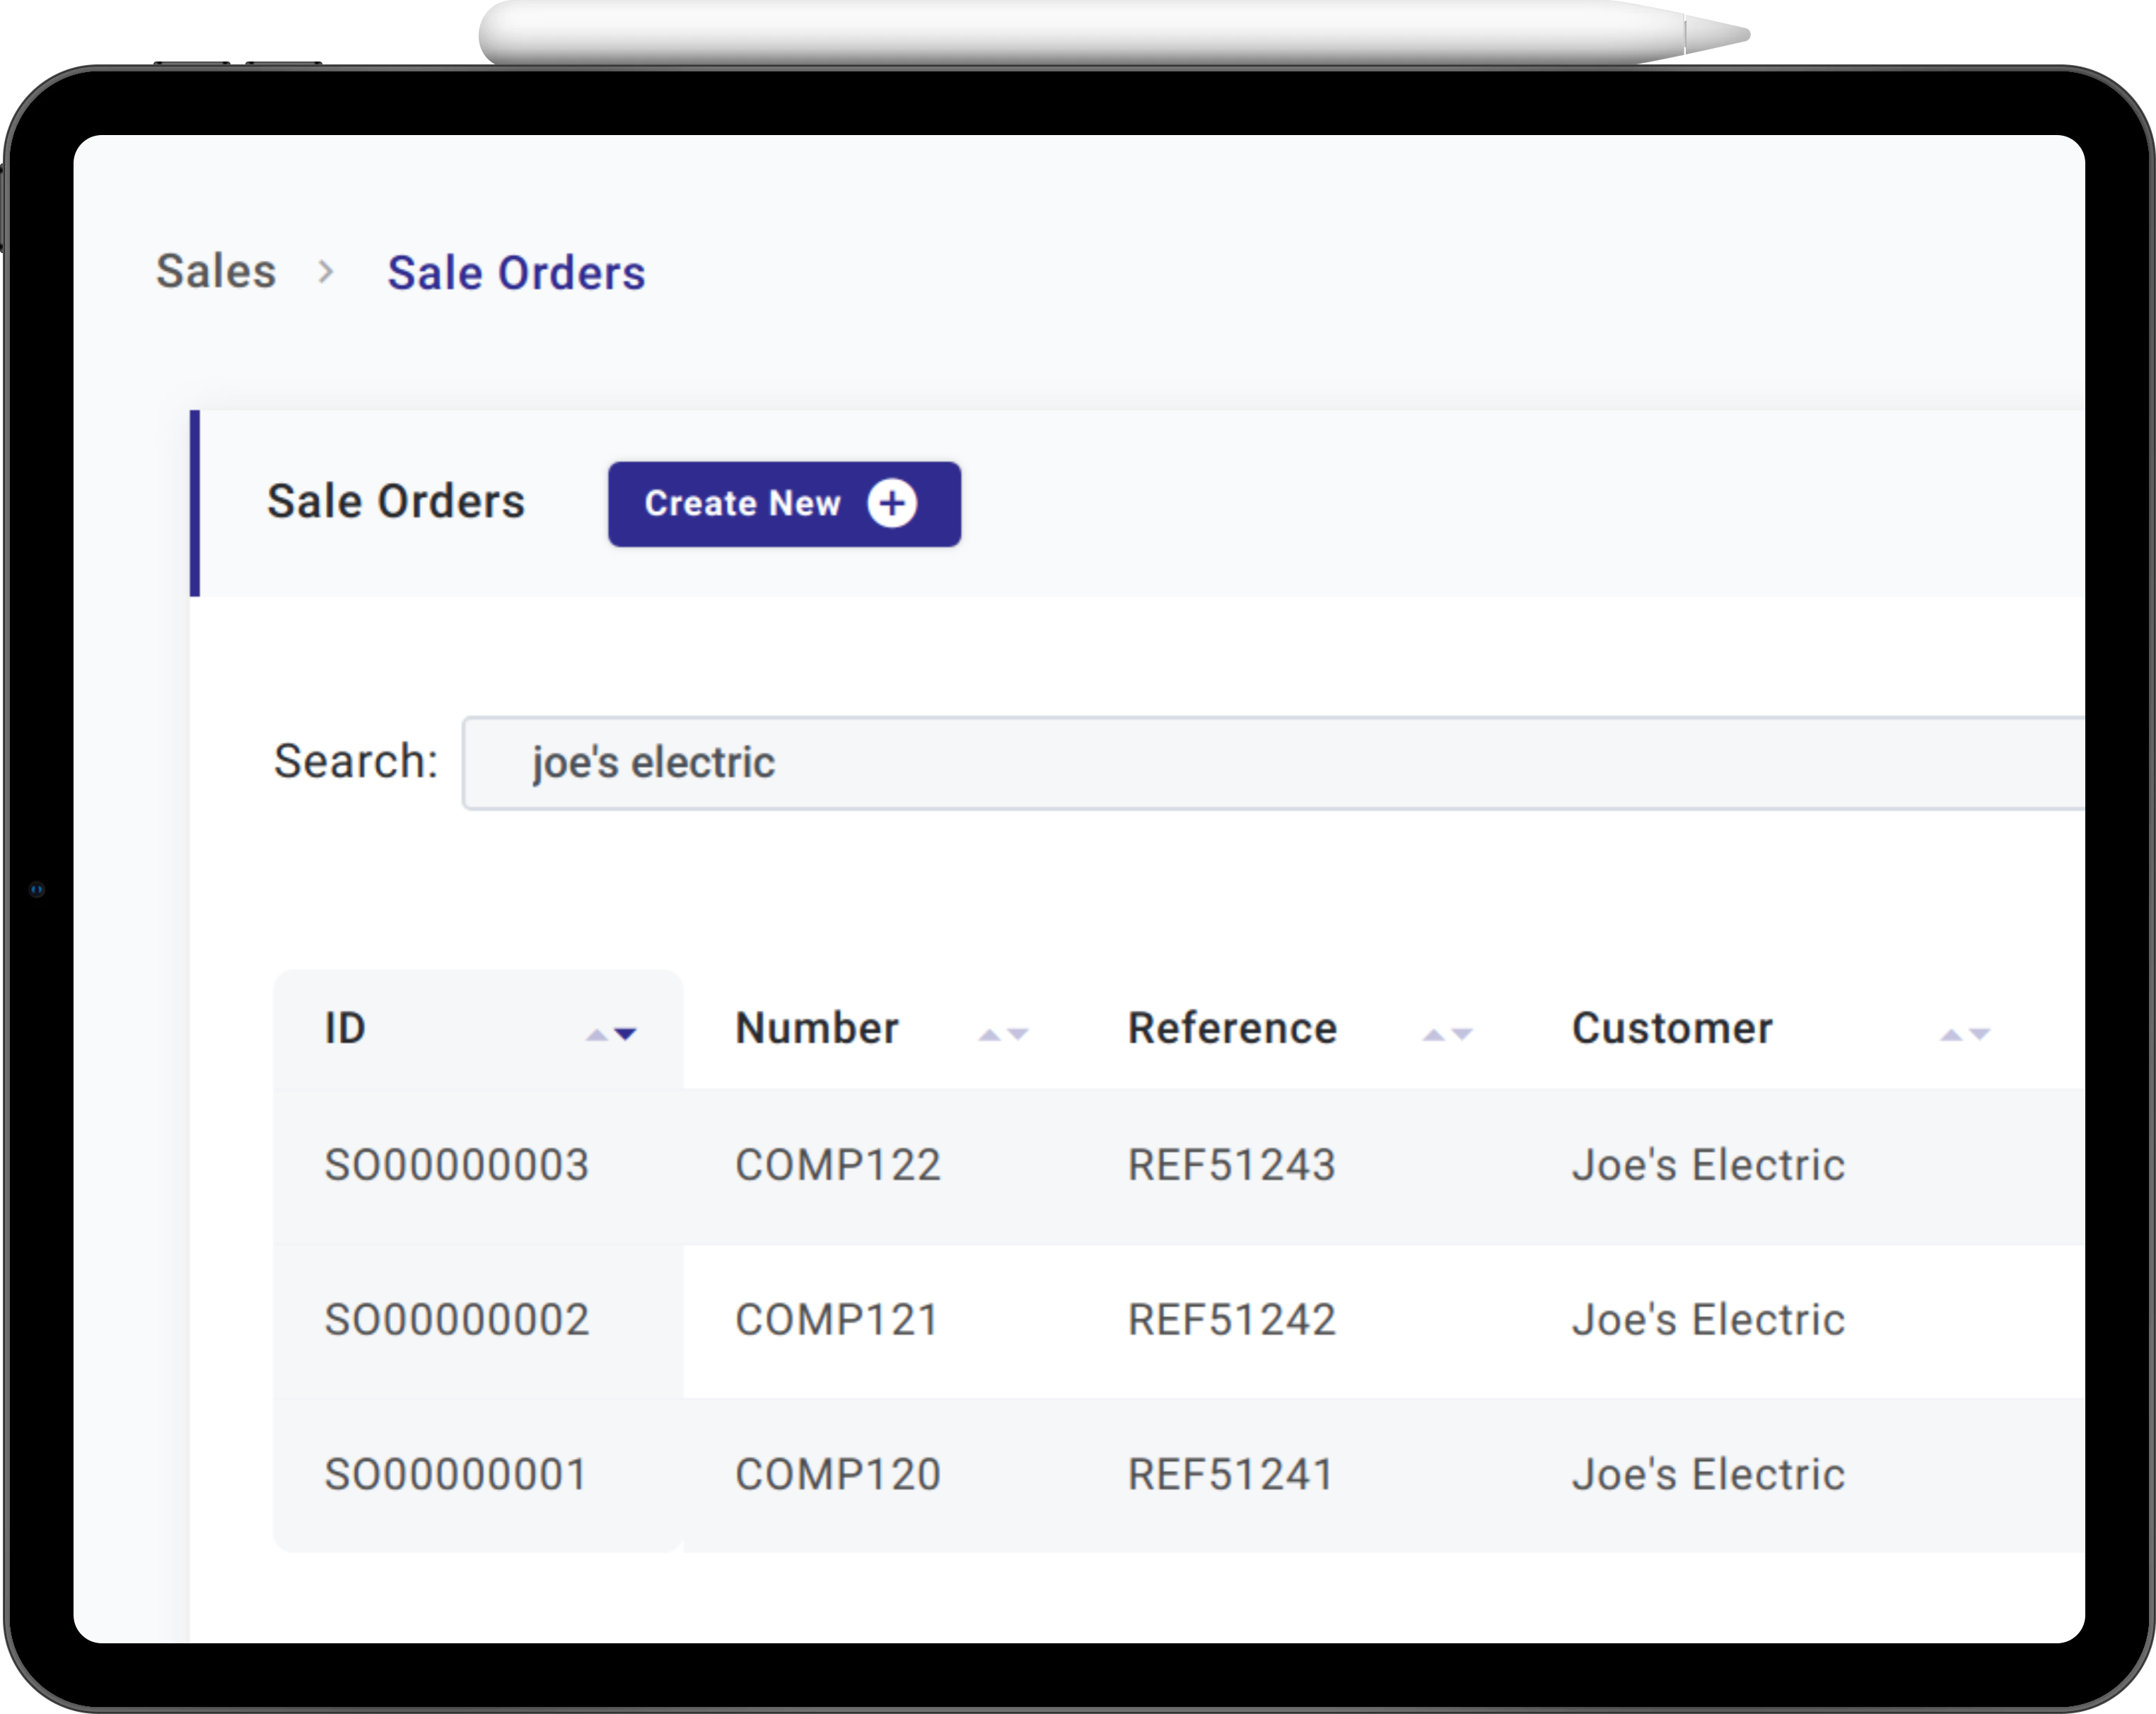 Sales > Sale Orders
Sale Orders Create New
Search: joe's electric
ID Number Reference Customer
SO00000003 COMP122 REF51243 Joe's Electric
SO00000002 COMP121 REF51242 Joe's Electric
SO00000001 COMP120 REF51241 Joe's Electric